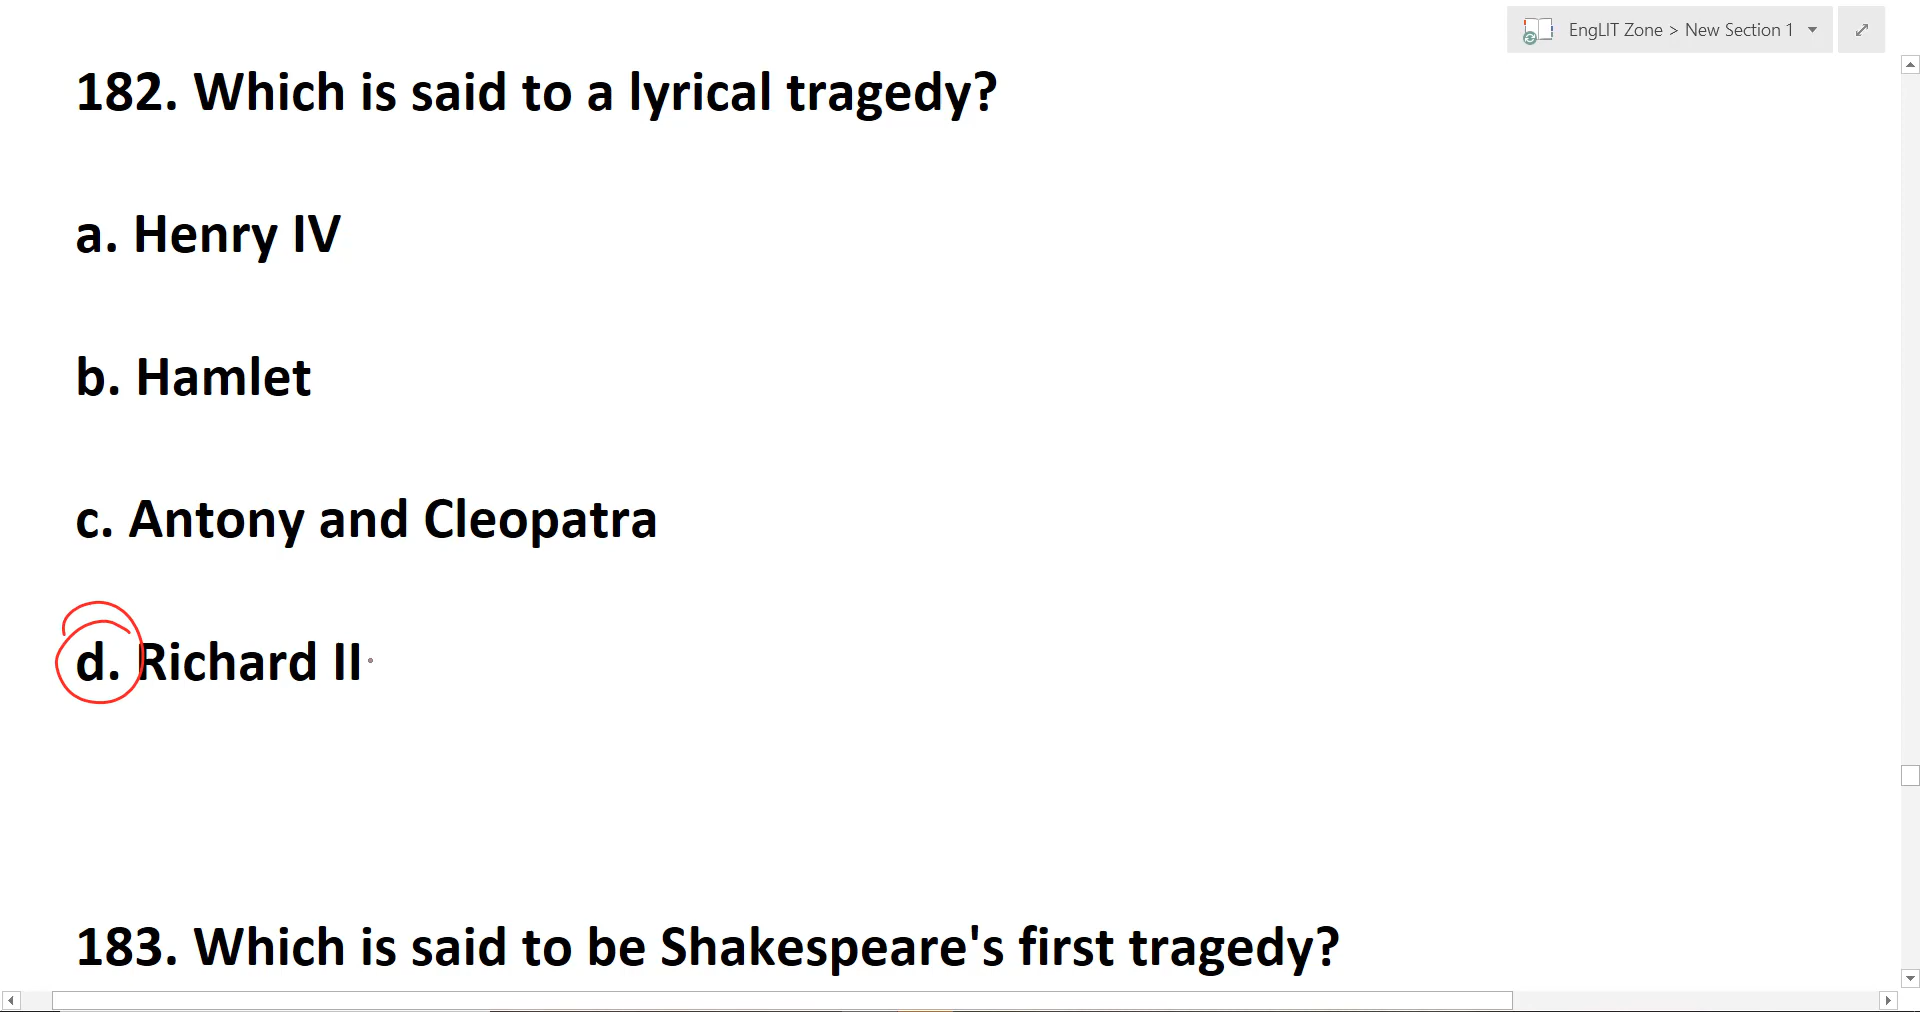 EngLIT Zone > New Section 1
182. Which is said to a lyrical tragedy?
a. Henry IV
b. Hamlet
c. Antony and Cleopatra
d. Richard II
183. Which is said to be Shakespeare's first tragedy?